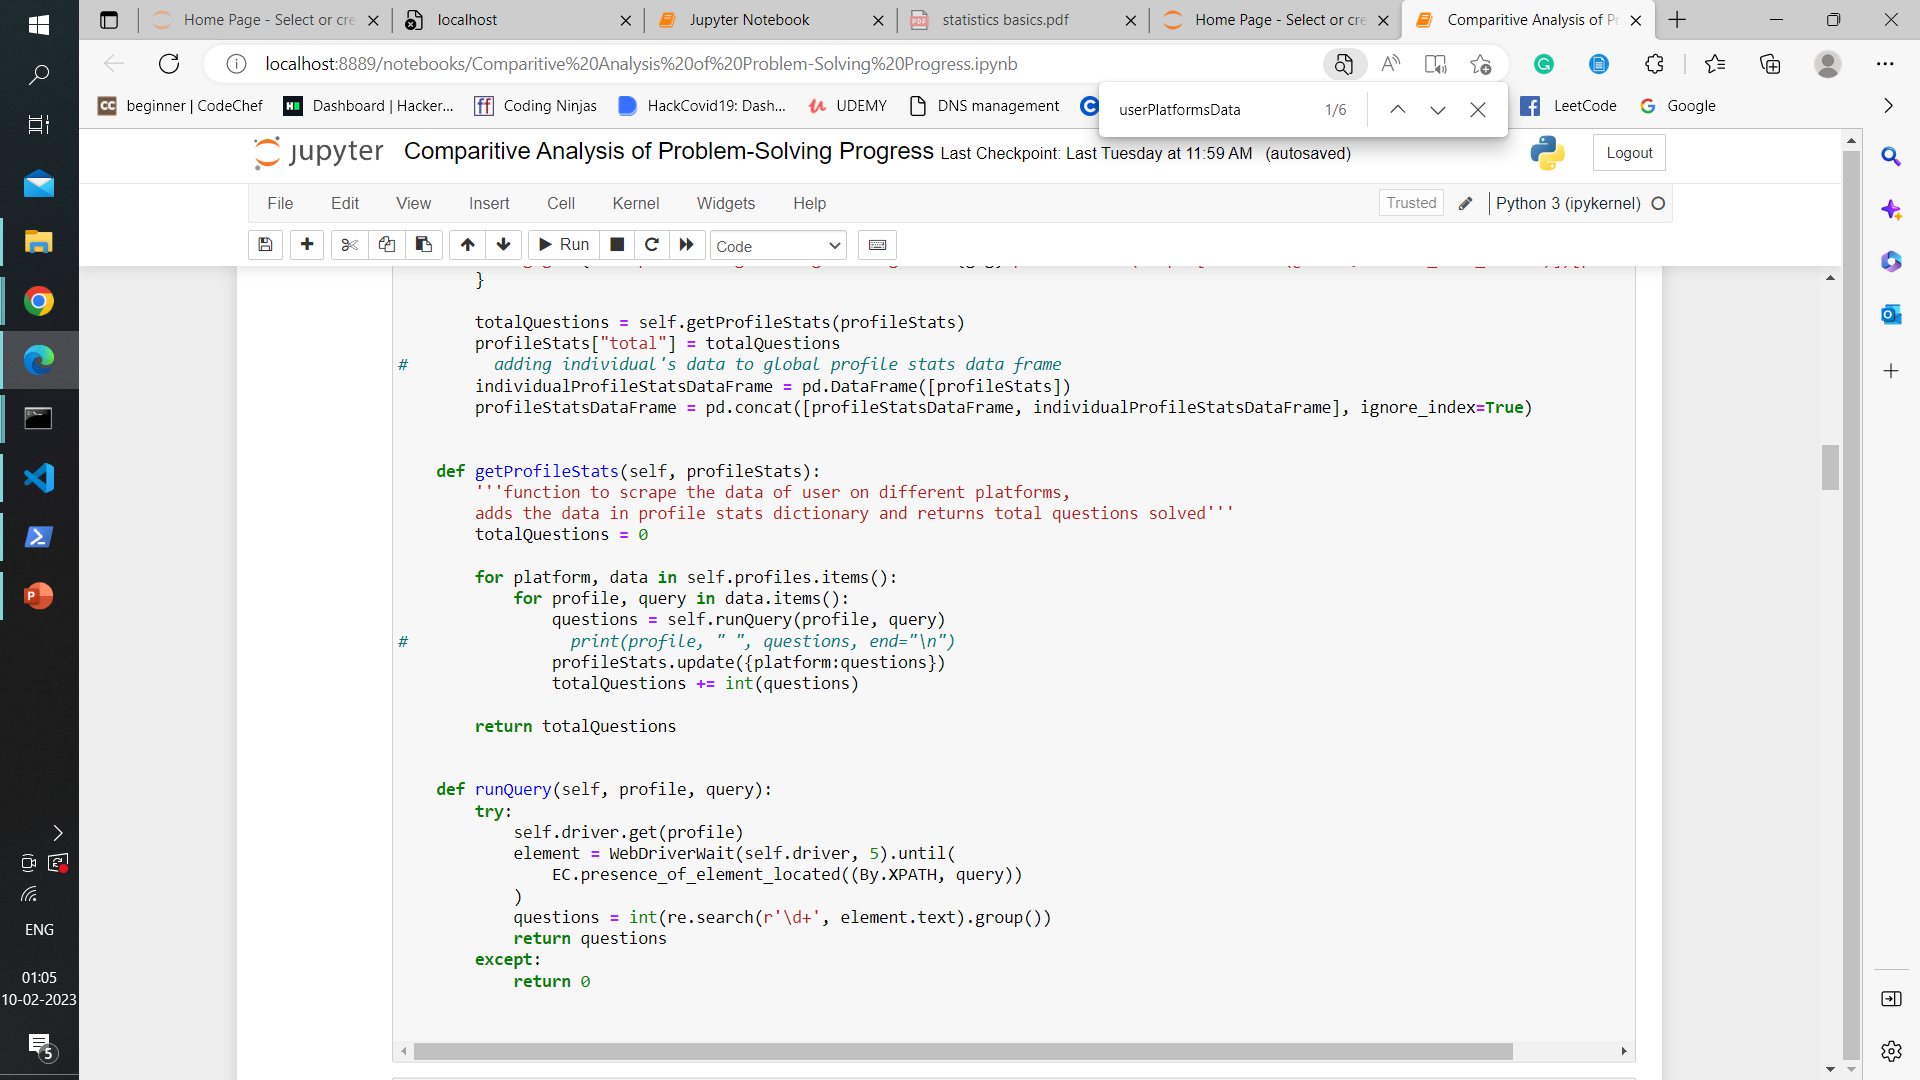 Home Page - Select or cre
localhost
Jupyter Notebook
statistics basics.pdf
Home Page - Select or cre
Comparitive Analysis of Pr
localhost:8889/notebooks/Comparitive%20Analysis%20of%20Problem-Solving%20Progress.ipynb
beginner | CodeChef
Dashboard | Hacker...
Coding Ninjas
HackCovid19: Dash...
UDEMY
DNS management
LeetCode
Google
userPlatformsData 1/6
jupyter Comparitive Analysis of Problem-Solving Progress Last Checkpoint: Last Tuesday at 11:59 AM (autosaved)
Logout
File Edit View Insert Cell Kernel Widgets Help
Trusted
Python 3 (ipykernel)
Run
Code
}
totalQuestions = self.getProfileStats(profileStats)
profileStats["total"] = totalQuestions
# adding individual's data to global profile stats data frame
individualProfileStatsDataFrame = pd.DataFrame([profileStats])
profileStatsDataFrame = pd.concat([profileStatsDataFrame, individualProfileStatsDataFrame], ignore_index=True)
def getProfileStats(self, profileStats):
'''function to scrape the data of user on different platforms,
adds the data in profile stats dictionary and returns total questions solved'''
totalQuestions = 0
for platform, data in self.profiles.items():
for profile, query in data.items():
questions = self.runQuery(profile, query)
# print(profile, " ", questions, end="\n")
profileStats.update({platform:questions})
totalQuestions += int(questions)
return totalQuestions
def runQuery(self, profile, query):
try:
self.driver.get(profile)
element = WebDriverWait(self.driver, 5).until(
EC.presence_of_element_located((By.XPATH, query))
)
questions = int(re.search(r'\d+', element.text).group())
return questions
except:
return 0
ENG
01:05
10-02-2023
5